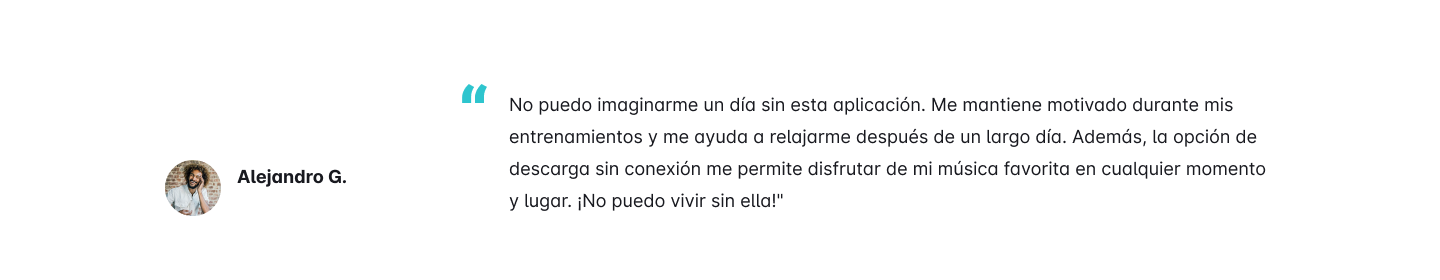 Alejandro G.
“
No puedo imaginarme un día sin esta aplicación. Me mantiene motivado durante mis
entrenamientos y me ayuda a relajarme después de un largo día. Además, la opción de
descarga sin conexión me permite disfrutar de mi música favorita en cualquier momento
y lugar. ¡No puedo vivir sin ella!"